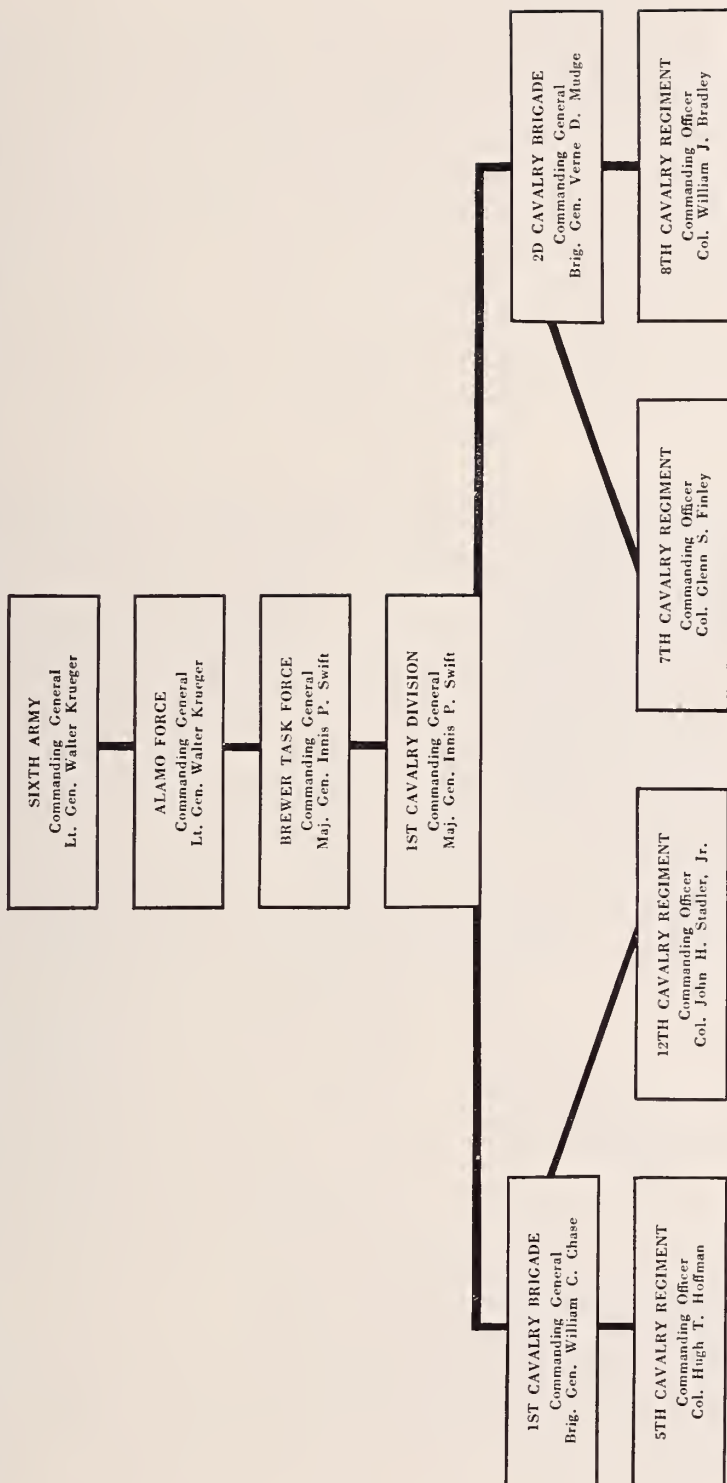 SIXTH ARMY
Commanding General
Lt. Gen. Walter Krueger
ALAMO FORCE
Commanding General
Lt. Gen. Walter Krueger
BREWER TASK FORCE
Commanding General
Maj. Gen. Innis P. Swift
1ST CAVALRY DIVISION
Commanding General
Maj. Gen. Innis P. Swift
1ST CAVALRY BRIGADE
Commanding General
Brig. Gen. William C. Chase
2D CAVALRY BRIGADE
Commanding General
Brig. Gen. Verne D. Mudge
5TH CAVALRY REGIMENT
Commanding Officer
Col. Hugh T. Hoffman
12TH CAVALRY REGIMENT
Commanding Officer
Col. John H. Stadler, Jr.
7TH CAVALRY REGIMENT
Commanding Officer
Col. Glenn S. Finley
8TH CAVALRY REGIMENT
Commanding Officer
Col. William J. Bradley